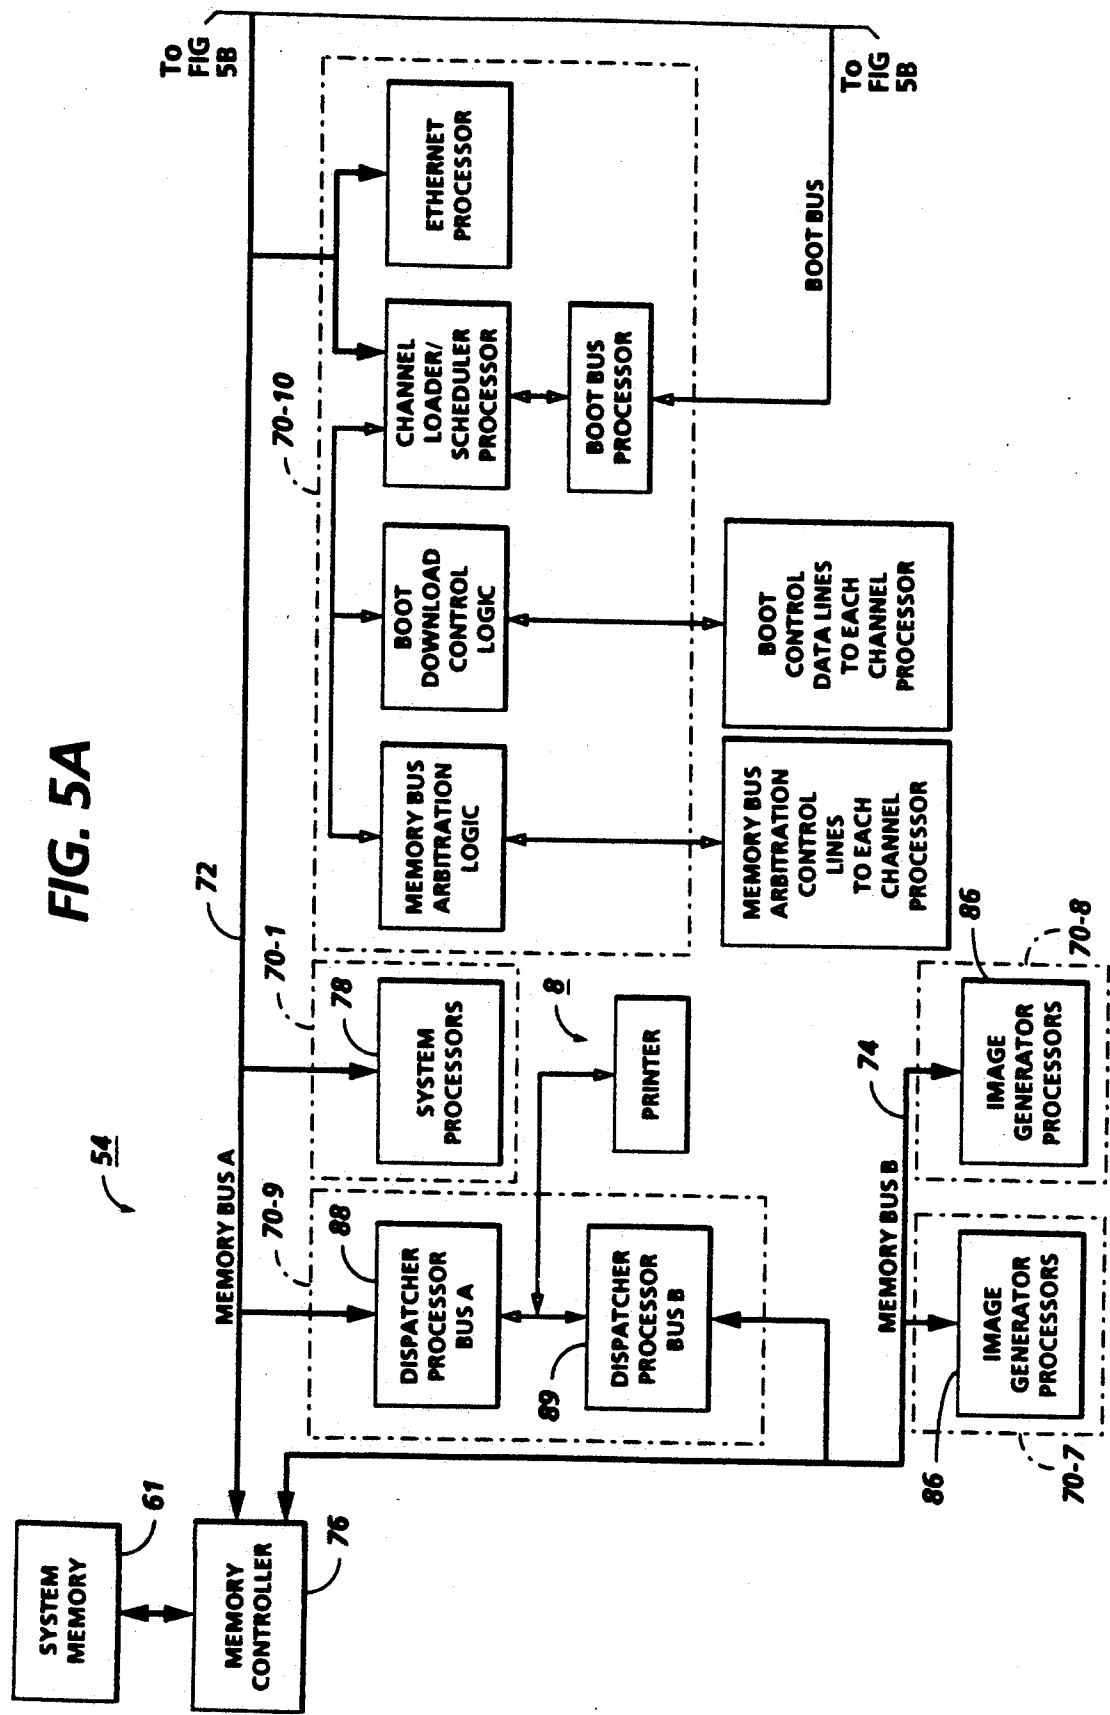 FIG. 5A
54
SYSTEM
MEMORY
61
MEMORY
CONTROLLER
76
MEMORY BUS A
72
To
FIG
5B
70-9
88
DISPATCHER
PROCESSOR
BUS A
89
DISPATCHER
PROCESSOR
BUS B
70-1
78
SYSTEM
PROCESSORS
8
PRINTER
70-10
MEMORY BUS
ARBITRATION
LOGIC
BOOT
DOWNLOAD
CONTROL
LOGIC
CHANNEL
LOADER/
SCHEDULER
PROCESSOR
ETHERNET
PROCESSOR
BOOT BUS
PROCESSOR
MEMORY BUS
ARBITRATION
CONTROL
LINES
TO EACH
CHANNEL
PROCESSOR
BOOT
CONTROL
DATA LINES
TO EACH
CHANNEL
PROCESSOR
BOOT BUS
To
FIG
5B
MEMORY BUS B
74
86
IMAGE
GENERATOR
PROCESSORS
70-7
86
IMAGE
GENERATOR
PROCESSORS
70-8